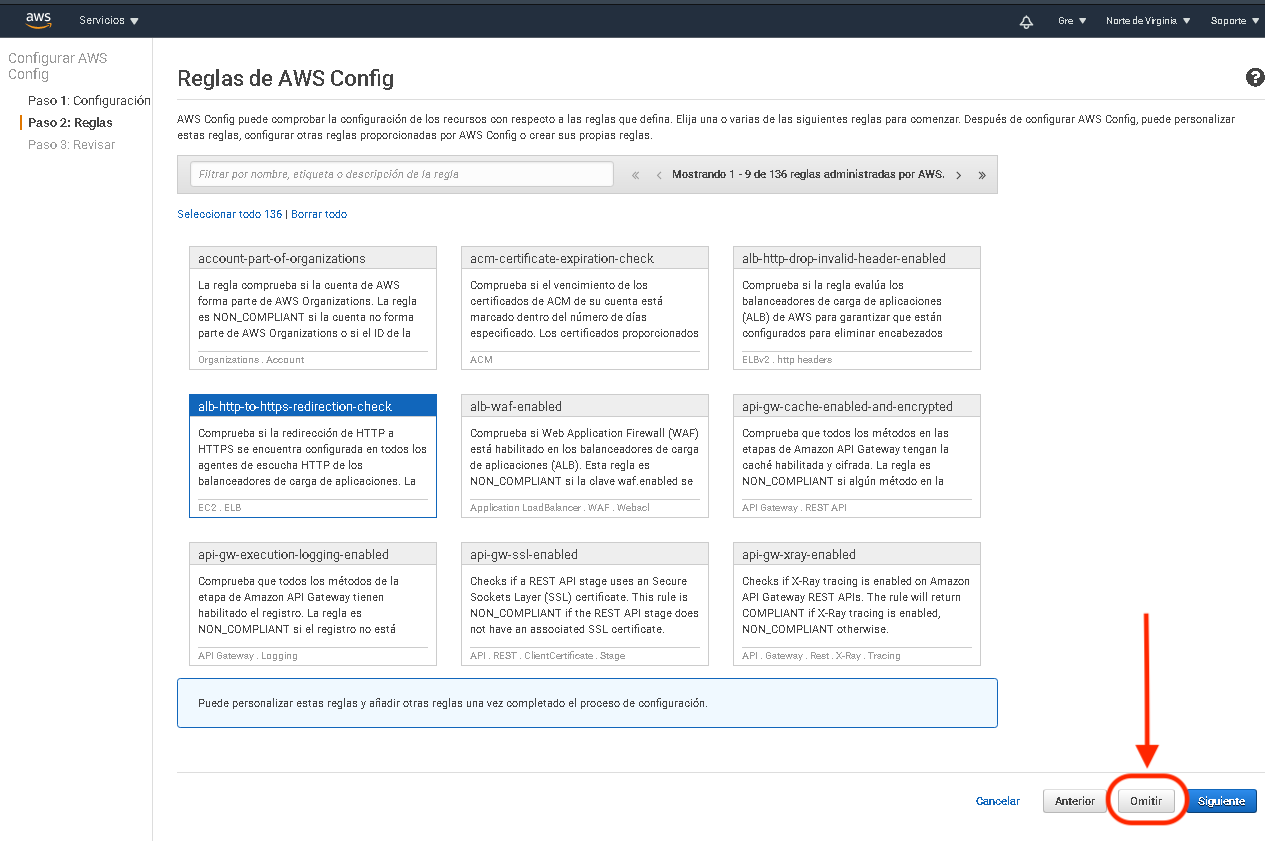 aws
Servicios
Gre
Norte de Virginia
Soporte
Configurar AWS
Config
Paso 1: Configuración
Paso 2: Reglas
Paso 3: Revisar
Reglas de AWS Config
?
AWS Config puede comprobar la configuración de los recursos con respecto a las reglas que defina. Elija una o varias de las siguientes reglas para comenzar. Después de configurar AWS Config, puede personalizar
estas reglas, configurar otras reglas proporcionadas por AWS Config o crear sus propias reglas.
Filtrar por nombre, etiqueta o descripción de la regla
« ‹ Mostrando 1 - 9 de 136 reglas administradas por AWS. › »
Seleccionar todo 136 | Borrar todo
account-part-of-organizations
La regla comprueba si la cuenta de AWS
forma parte de AWS Organizations. La regla
es NON_COMPLIANT si la cuenta no forma
parte de AWS Organizations o si el ID de la
Organizations . Account
acm-certificate-expiration-check
Comprueba si el vencimiento de los
certificados de ACM de su cuenta está
marcado dentro del número de días
especificado. Los certificados proporcionados
ACM
alb-http-drop-invalid-header-enabled
Comprueba si la regla evalúa los
balanceadores de carga de aplicaciones
(ALB) de AWS para garantizar que están
configurados para eliminar encabezados
ELBv2 . http headers
alb-http-to-https-redirection-check
Comprueba si la redirección de HTTP a
HTTPS se encuentra configurada en todos los
agentes de escucha HTTP de los
balanceadores de carga de aplicaciones. La
EC2 . ELB
alb-waf-enabled
Comprueba si Web Application Firewall (WAF)
está habilitado en los balanceadores de carga
de aplicaciones (ALB). Esta regla es
NON_COMPLIANT si la clave waf.enabled se
Application LoadBalancer . WAF . Webacl
api-gw-cache-enabled-and-encrypted
Comprueba que todos los métodos en las
etapas de Amazon API Gateway tengan la
caché habilitada y cifrada. La regla es
NON_COMPLIANT si algún método en la
API Gateway . REST API
api-gw-execution-logging-enabled
Comprueba que todos los métodos de la
etapa de Amazon API Gateway tienen
habilitado el registro. La regla es
NON_COMPLIANT si el registro no está
API Gateway . Logging
api-gw-ssl-enabled
Checks if a REST API stage uses an Secure
Sockets Layer (SSL) certificate. This rule is
NON_COMPLIANT if the REST API stage does
not have an associated SSL certificate.
API . REST . ClientCertificate . Stage
api-gw-xray-enabled
Checks if X-Ray tracing is enabled on Amazon
API Gateway REST APIs. The rule will return
COMPLIANT if X-Ray tracing is enabled,
NON_COMPLIANT otherwise.
API . Gateway . Rest . X-Ray . Tracing
Puede personalizar estas reglas y añadir otras reglas una vez completado el proceso de configuración.
Cancelar
Anterior
Omitir
Siguiente